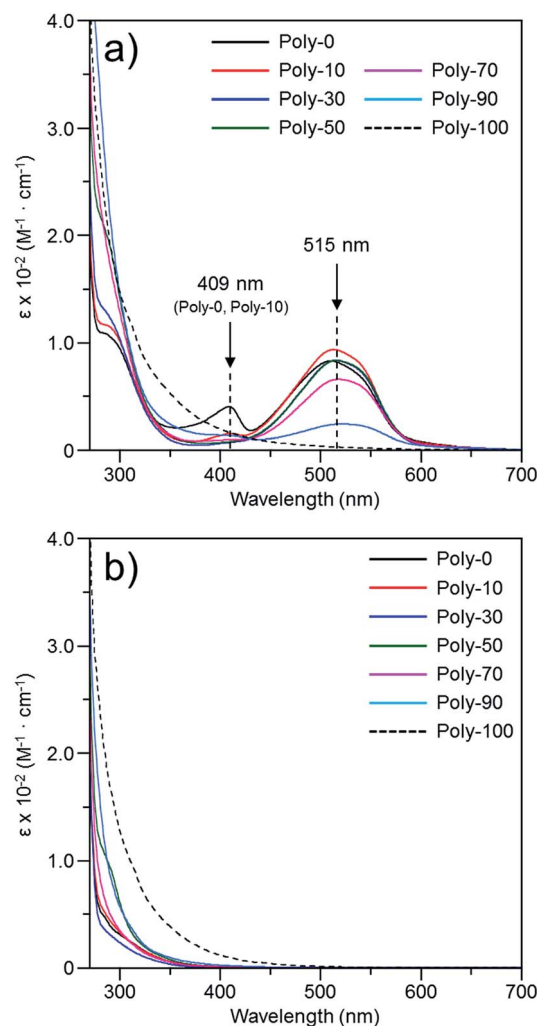 a)
Poly-0
Poly-10 Poly-70
Poly-30 Poly-90
Poly-50 Poly-100
4.0
3.0
2.0
1.0
0
ε x 10⁻² (M⁻¹ · cm⁻¹)
409 nm
(Poly-0, Poly-10)
515 nm
300 400 500 600 700
Wavelength (nm)
b)
Poly-0
Poly-10
Poly-30
Poly-50
Poly-70
Poly-90
Poly-100
4.0
3.0
2.0
1.0
0
ε x 10⁻² (M⁻¹ · cm⁻¹)
300 400 500 600 700
Wavelength (nm)